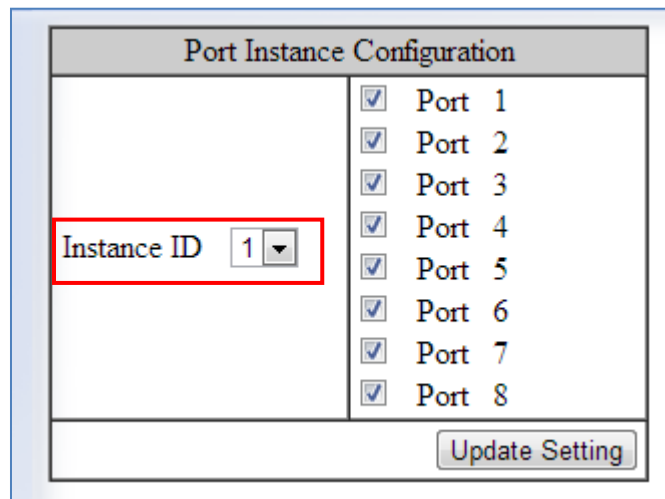 Port Instance Configuration
Port 1
Port 2
Port 3
Port 4
Instance ID 1
Port 5
Port 6
Port 7
Port 8
Update Setting